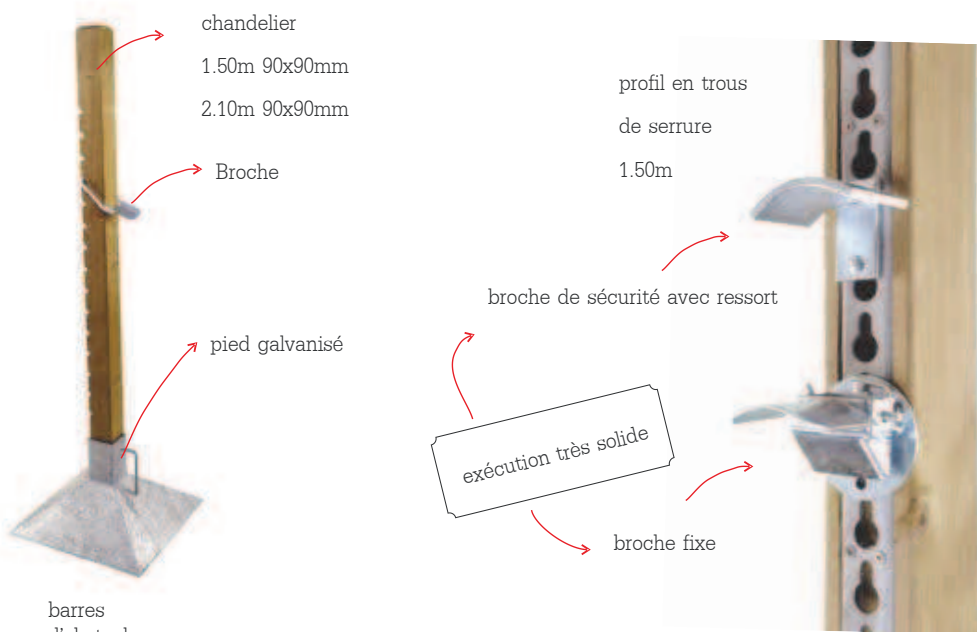 chandelier
1.50m 90x90mm
2.10m 90x90mm
Broche
pied galvanisé
barres
profil en trous
de serrure
1.50m
broche de sécurité avec ressort
exécution très solide
broche fixe